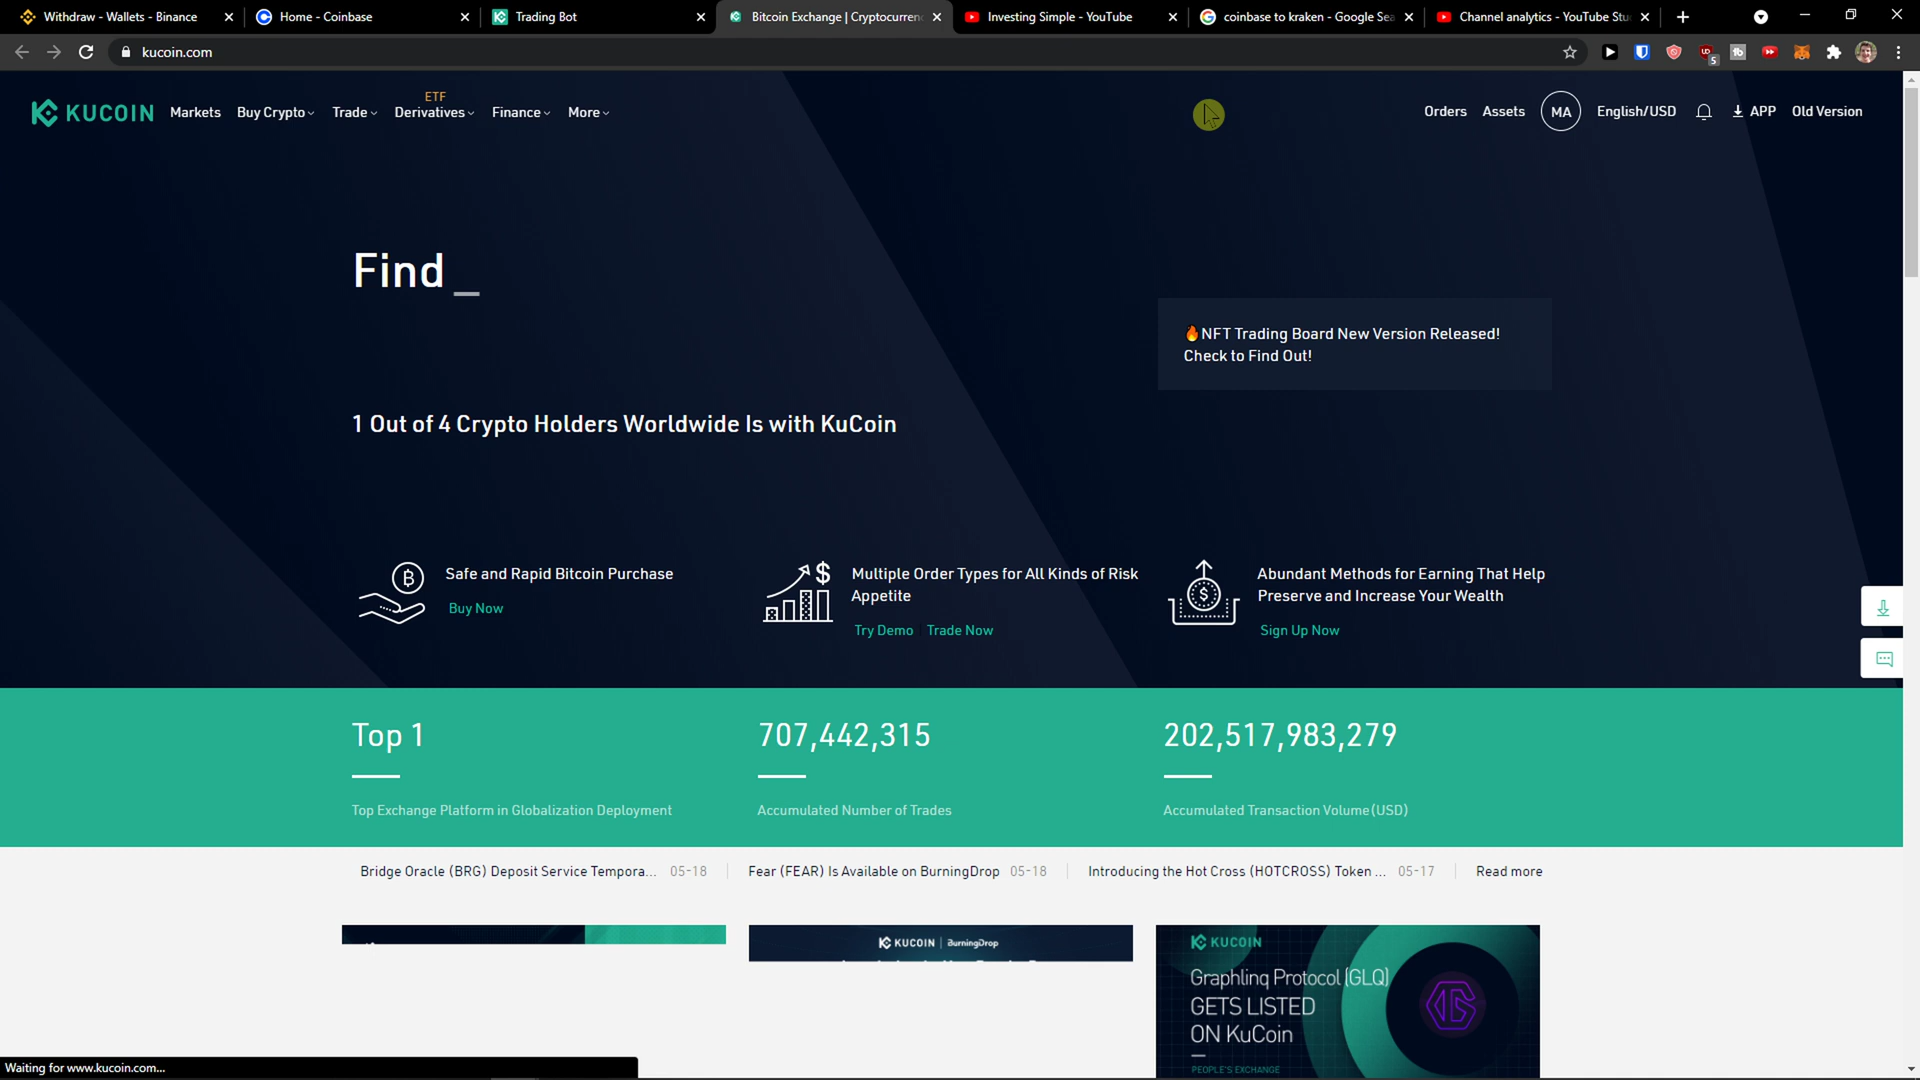 Withdraw - Wallets - Binance
Home - Coinbase
Trading Bot
Bitcoin Exchange | Cryptocurren
Investing Simple - YouTube
coinbase to kraken - Google Sea
Channel analytics - YouTube Stu
kucoin.com
5
KUCOIN
Markets
Buy Crypto
Trade
ETF
Derivatives
Finance
More
Orders
Assets
MA
English/USD
APP
Old Version
Find _
🔥NFT Trading Board New Version Released!
Check to Find Out!
1 Out of 4 Crypto Holders Worldwide Is with KuCoin
Safe and Rapid Bitcoin Purchase
Buy Now
Multiple Order Types for All Kinds of Risk
Appetite
Try Demo
Trade Now
Abundant Methods for Earning That Help
Preserve and Increase Your Wealth
Sign Up Now
Top 1
Top Exchange Platform in Globalization Deployment
707,442,315
Accumulated Number of Trades
202,517,983,279
Accumulated Transaction Volume(USD)
Bridge Oracle (BRG) Deposit Service Tempora... 05-18
Fear (FEAR) Is Available on BurningDrop 05-18
Introducing the Hot Cross (HOTCROSS) Token ... 05-17
Read more
KUCOIN | BurningDrop
KUCOIN
Graphlinq Protocol (GLQ)
GETS LISTED
ON KuCoin
PEOPLE'S EXCHANGE
Waiting for www.kucoin.com...